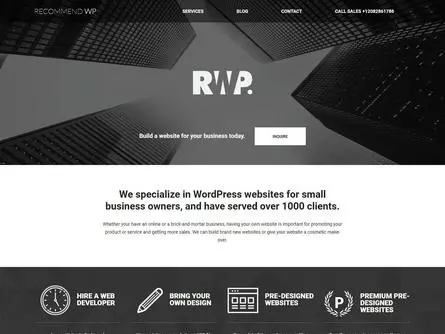 RECOMMEND WP.
SERVICES BLOG CONTACT CALL SALES +12082861786
RWP.
Build a website for your business today. INQUIRE
We specialize in WordPress websites for small
business owners, and have served over 1000 clients.
Whether your have an online or a brick-and-mortar business, having your own website is important for promoting your
product or service and getting more sales. We can build brand new websites or give your website a cosmetic make-
over.
HIRE A WEB
DEVELOPER
BRING YOUR
OWN DESIGN
PRE-DESIGNED
WEBSITES
P
PREMIUM PRE-
DESIGNED
WEBSITES